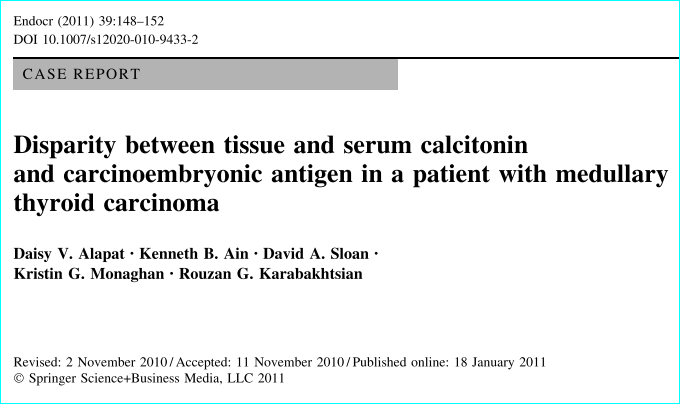 Endocr (2011) 39:148–152
DOI 10.1007/s12020-010-9433-2
CASE REPORT
Disparity between tissue and serum calcitonin
and carcinoembryonic antigen in a patient with medullary
thyroid carcinoma
Daisy V. Alapat · Kenneth B. Ain · David A. Sloan ·
Kristin G. Monaghan · Rouzan G. Karabakhtsian
Revised: 2 November 2010 / Accepted: 11 November 2010 / Published online: 18 January 2011
© Springer Science+Business Media, LLC 2011